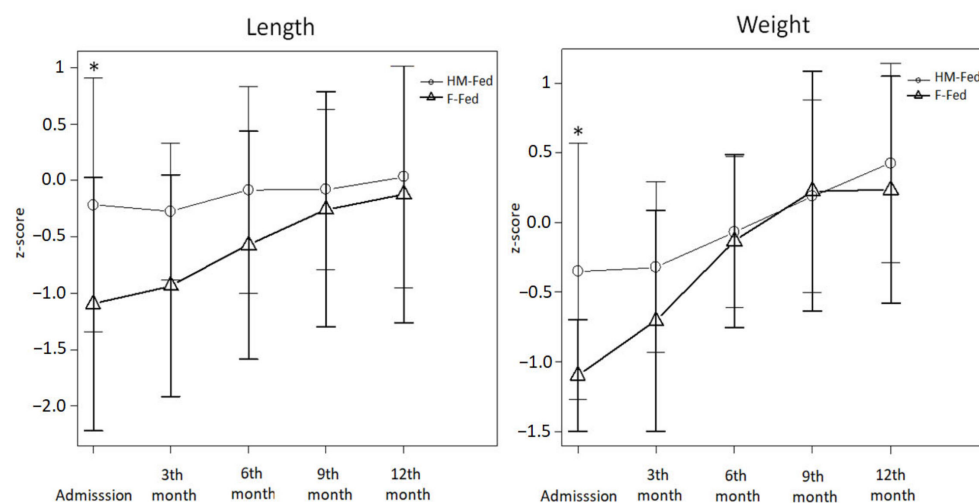 Length
*
1
0.5
0.0
−0.5
−1.0
−1.5
−2.0
z-score
HM-Fed
F-Fed
Admisssion
3th
month
6th
month
9th
month
12th
month
Weight
*
1
0.5
0.0
−0.5
−1.0
−1.5
z-score
HM-Fed
F-Fed
Admisssion
3th
month
6th
month
9th
month
12th
month